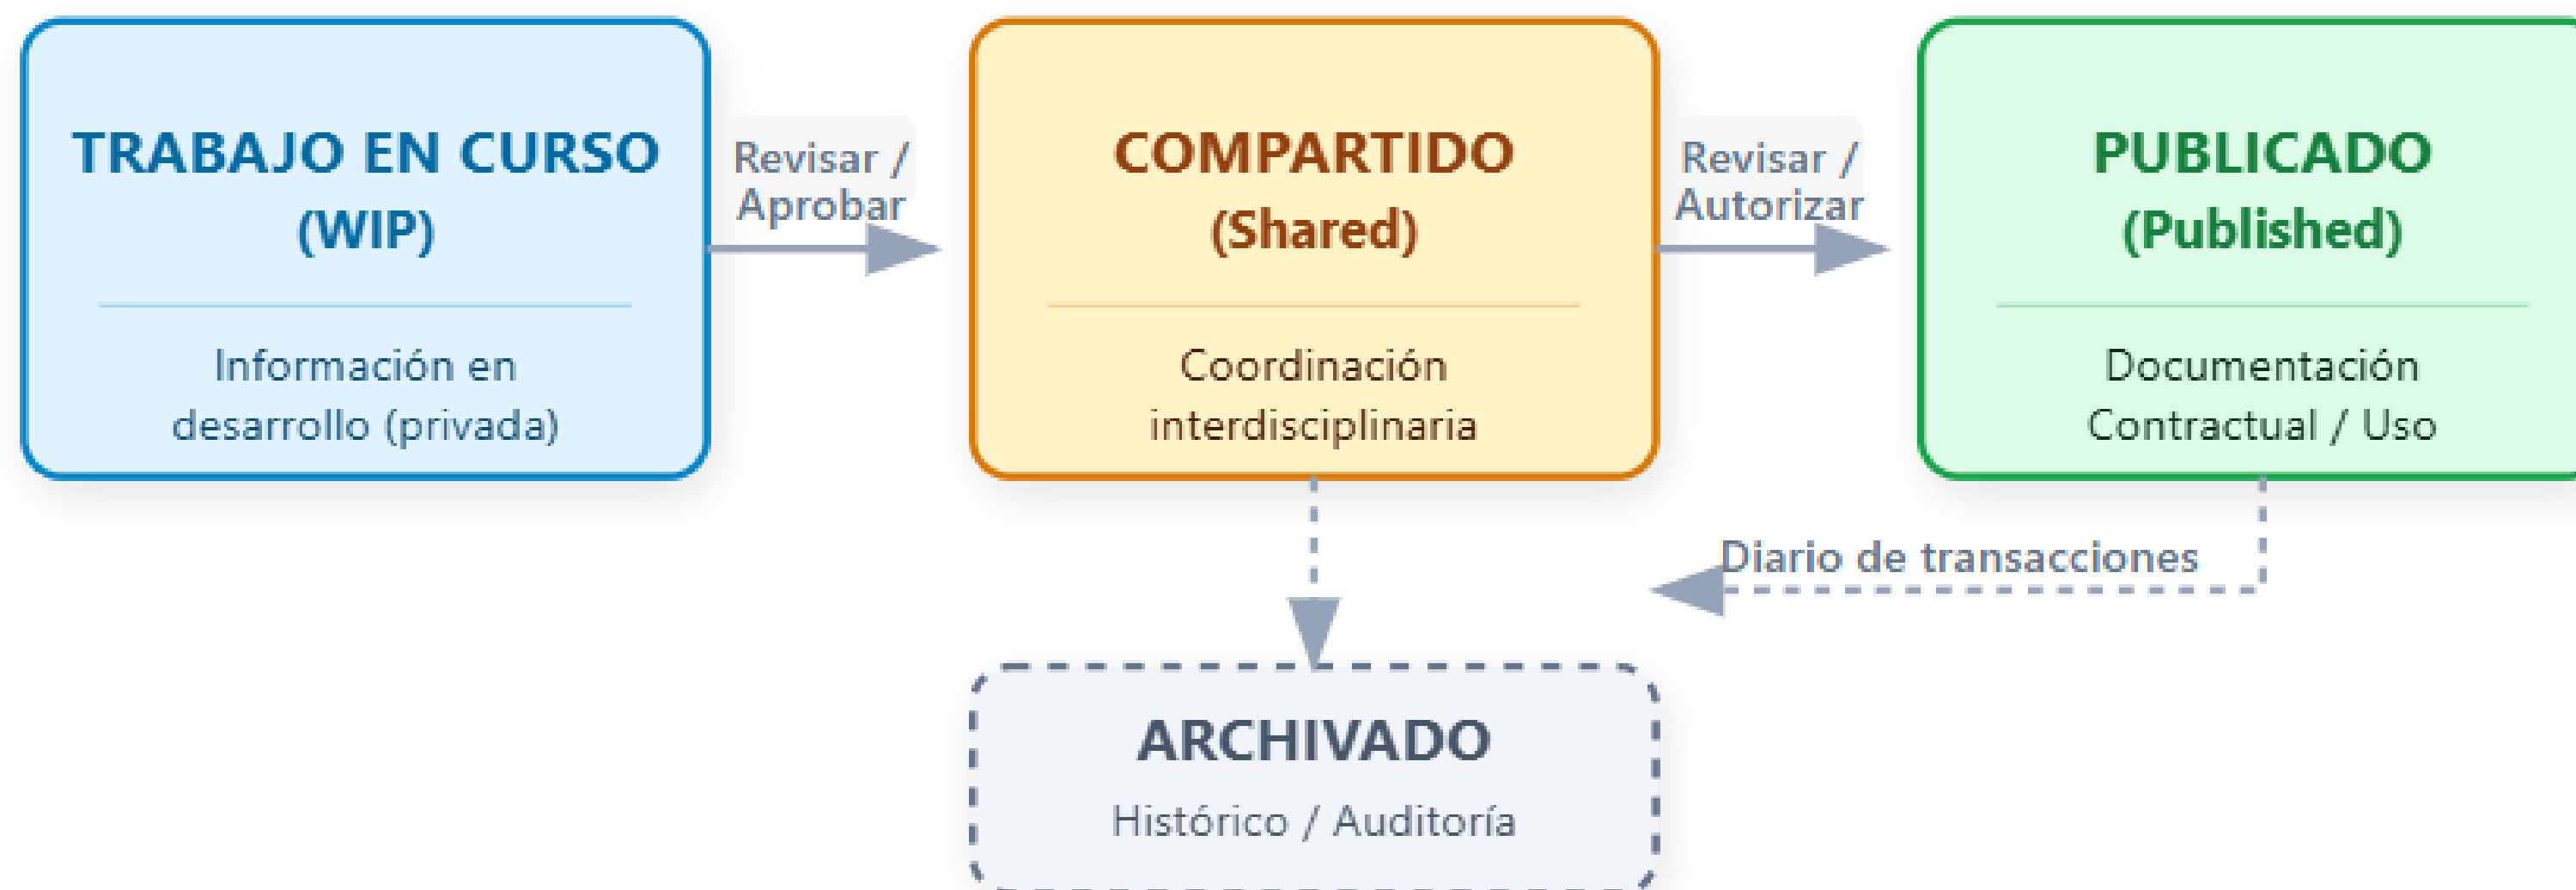 TRABAJO EN CURSO
(WIP)
Información en
desarrollo (privada)
Revisar /
Aprobar
COMPARTIDO
(Shared)
Coordinación
interdisciplinaria
Revisar /
Autorizar
PUBLICADO
(Published)
Documentación
Contractual / Uso
Diario de transacciones
ARCHIVADO
Histórico / Auditoría